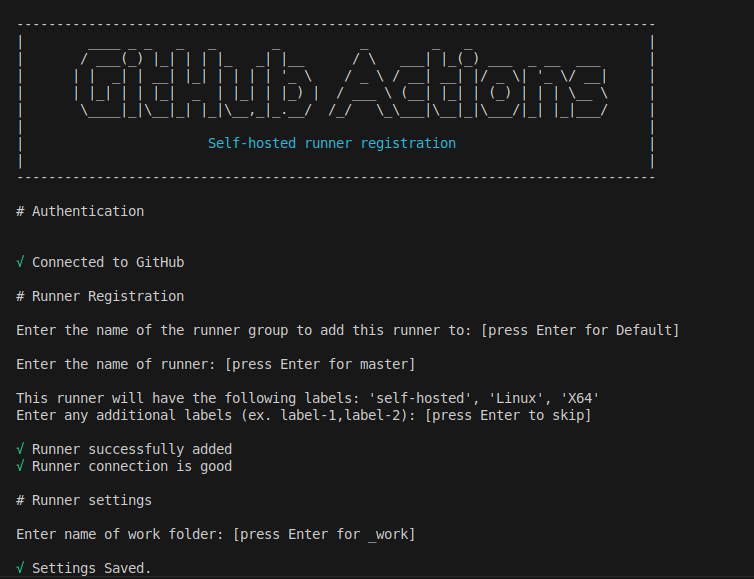 GitHub Actions
Self-hosted runner registration
# Authentication
√ Connected to GitHub
# Runner Registration
Enter the name of the runner group to add this runner to: [press Enter for Default]
Enter the name of runner: [press Enter for master]
This runner will have the following labels: 'self-hosted', 'Linux', 'X64'
Enter any additional labels (ex. label-1,label-2): [press Enter to skip]
√ Runner successfully added
√ Runner connection is good
# Runner settings
Enter name of work folder: [press Enter for _work]
√ Settings Saved.